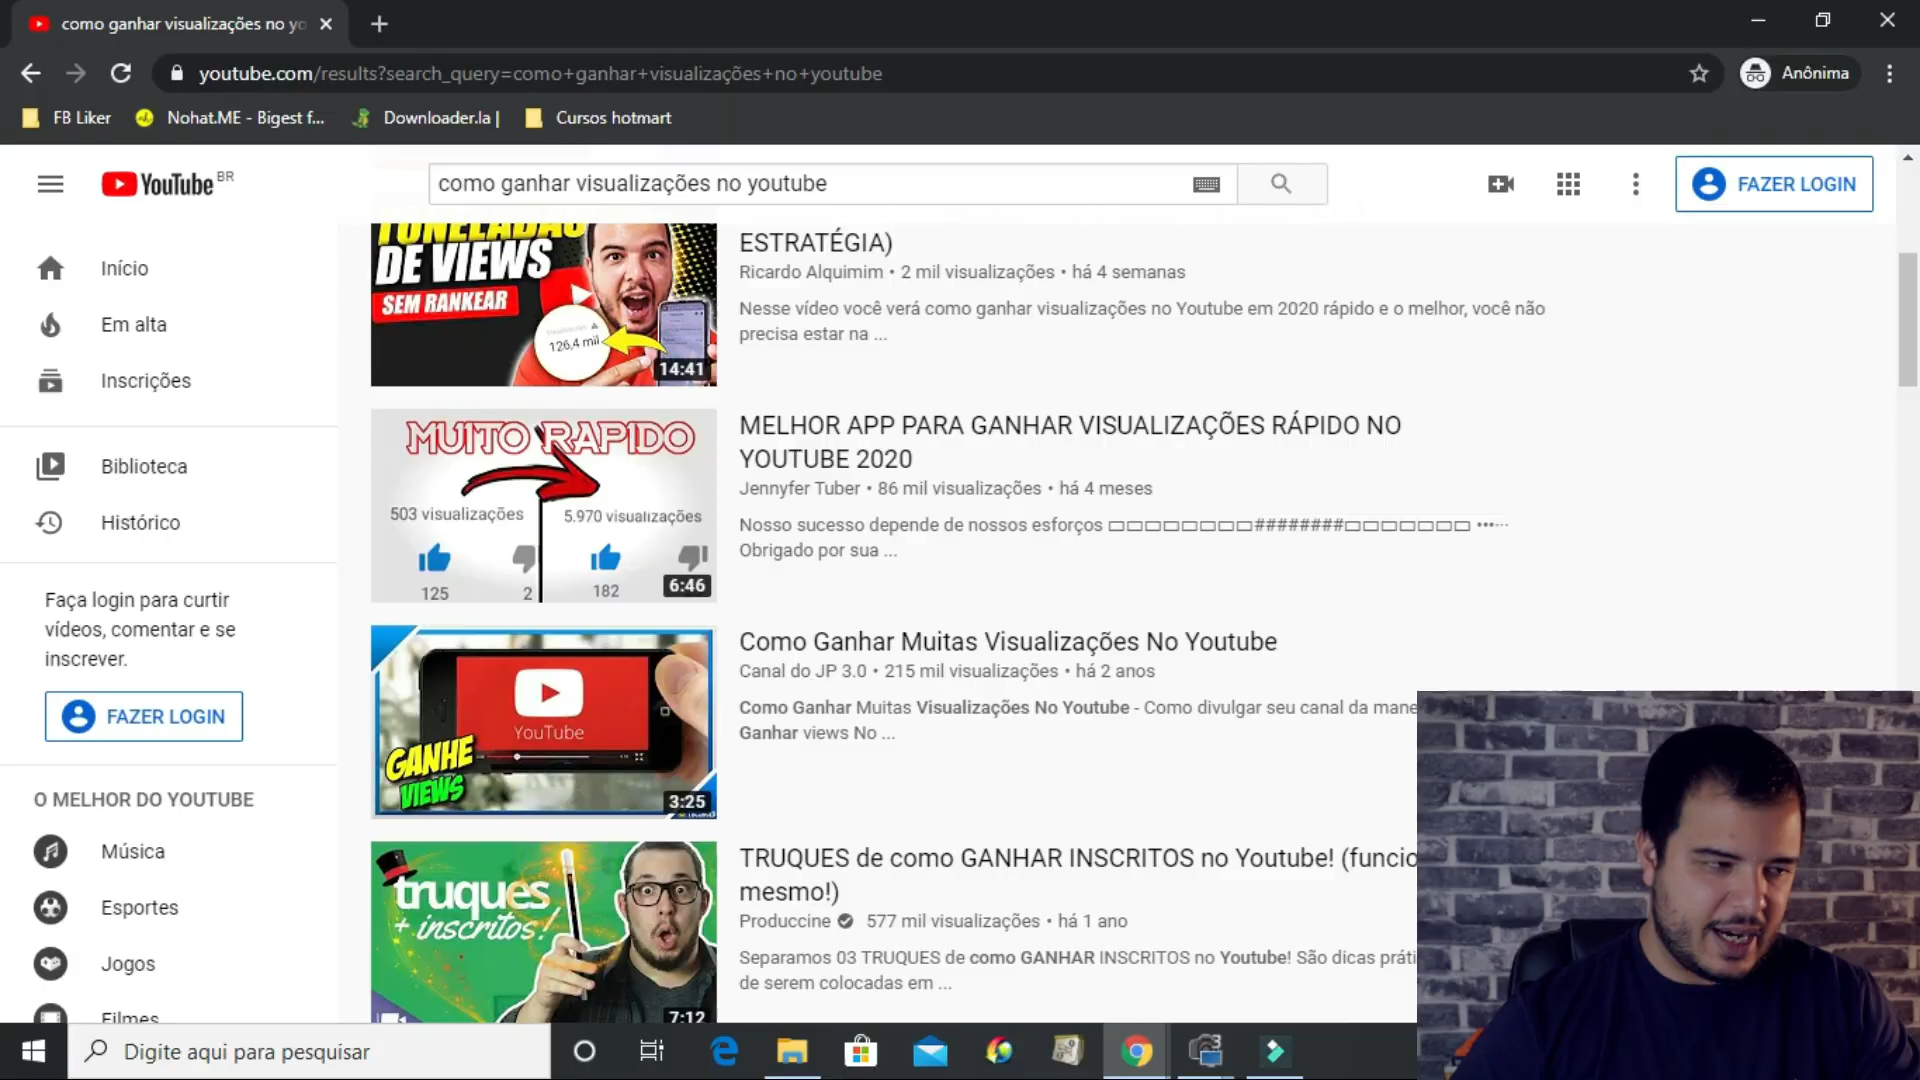 como ganhar visualizações no yo
youtube.com/results?search_query=como+ganhar+visualizações+no+youtube
Anônima
FB Liker
Nohat.ME - Bigest f...
Downloader.la |
Cursos hotmart
YouTube BR
como ganhar visualizações no youtube
FAZER LOGIN
Início
Em alta
Inscrições
Biblioteca
Histórico
Faça login para curtir
vídeos, comentar e se
inscrever.
FAZER LOGIN
O MELHOR DO YOUTUBE
Música
Esportes
Jogos
Filmes
TONELADAS
DE VIEWS
SEM RANKEAR
126,4 mil
14:41
ESTRATÉGIA)
Ricardo Alquimim • 2 mil visualizações • há 4 semanas
Nesse vídeo você verá como ganhar visualizações no Youtube em 2020 rápido e o melhor, você não
precisa estar na ...
MUITO RAPIDO
503 visualizações
5.970 visualizações
125
2
182
6:46
MELHOR APP PARA GANHAR VISUALIZAÇÕES RÁPIDO NO
YOUTUBE 2020
Jennyfer Tuber • 86 mil visualizações • há 4 meses
Nosso sucesso depende de nossos esforços ▭▭▭▭▭▭▭▭########▭▭▭▭▭▭▭ •••···
Obrigado por sua ...
YouTube
GANHE
VIEWS
3:25
Como Ganhar Muitas Visualizações No Youtube
Canal do JP 3.0 • 215 mil visualizações • há 2 anos
Como Ganhar Muitas Visualizações No Youtube - Como divulgar seu canal da mane
Ganhar views No ...
truques
+ inscritos!
7:12
TRUQUES de como GANHAR INSCRITOS no Youtube! (funcio
mesmo!)
Produccine 577 mil visualizações • há 1 ano
Separamos 03 TRUQUES de como GANHAR INSCRITOS no Youtube! São dicas práti
de serem colocadas em ...
Digite aqui para pesquisar